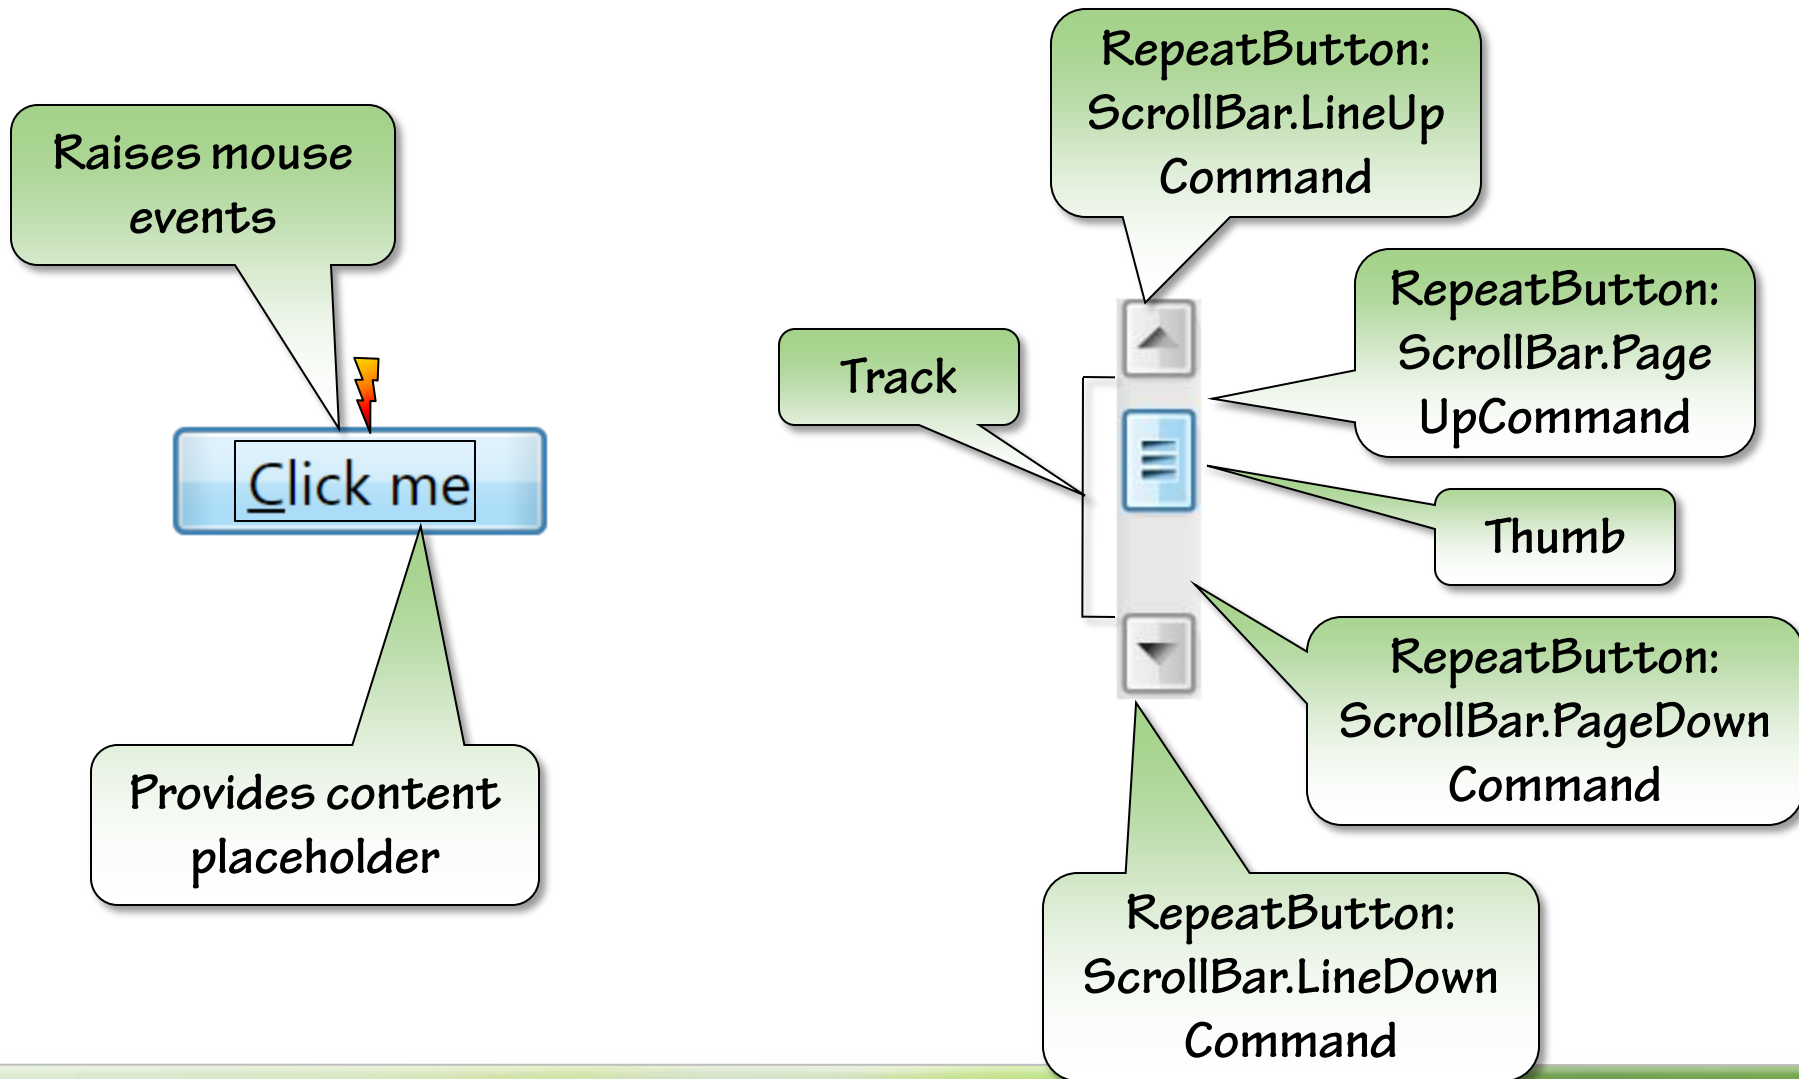 Raises mouse
events
Click me
Provides content
placeholder
RepeatButton:
ScrollBar.LineUp
Command
Track
RepeatButton:
ScrollBar.Page
UpCommand
Thumb
RepeatButton:
ScrollBar.PageDown
Command
RepeatButton:
ScrollBar.LineDown
Command